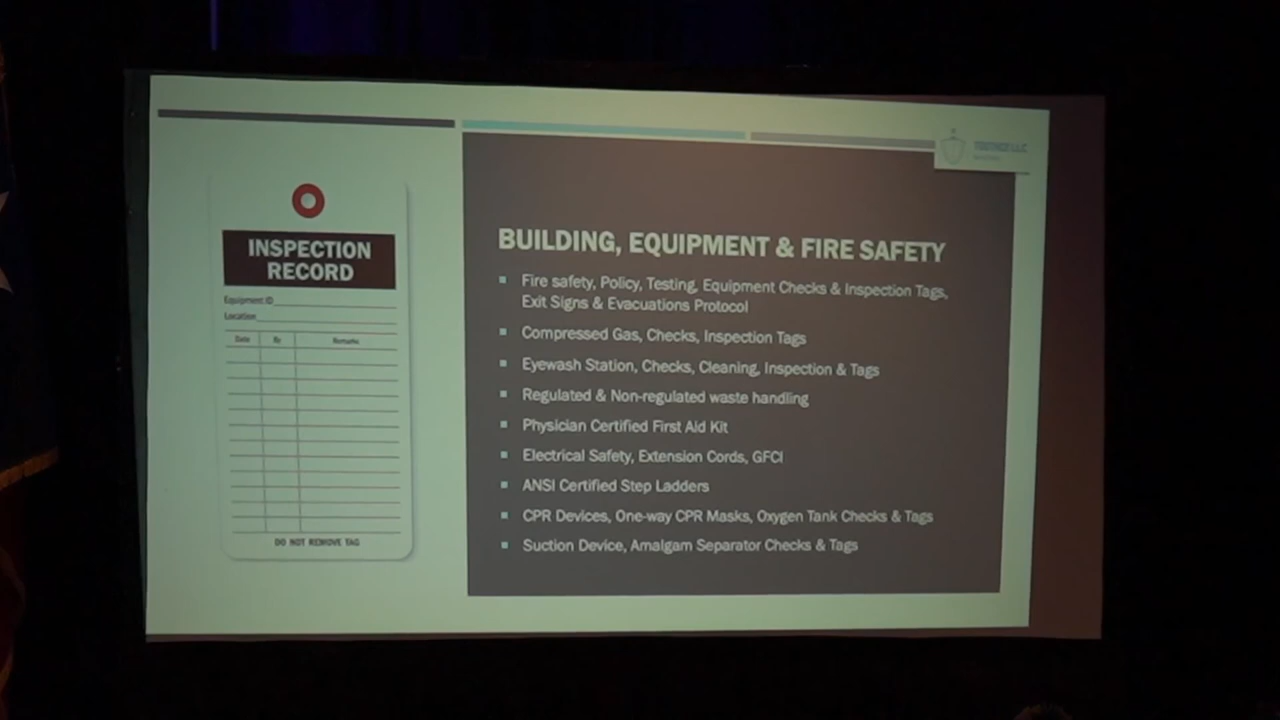 INSPECTION
RECORD
Equipment ID
Location
Date By Remarks
DO NOT REMOVE TAG
BUILDING, EQUIPMENT & FIRE SAFETY
Fire safety, Policy, Testing, Equipment Checks & Inspection Tags,
Exit Signs & Evacuations Protocol
Compressed Gas, Checks, Inspection Tags
Eyewash Station, Checks, Cleaning, Inspection & Tags
Regulated & Non-regulated waste handling
Physician Certified First Aid Kit
Electrical Safety, Extension Cords, GFCI
ANSI Certified Step Ladders
CPR Devices, One-way CPR Masks, Oxygen Tank Checks & Tags
Suction Device, Amalgam Separator Checks & Tags